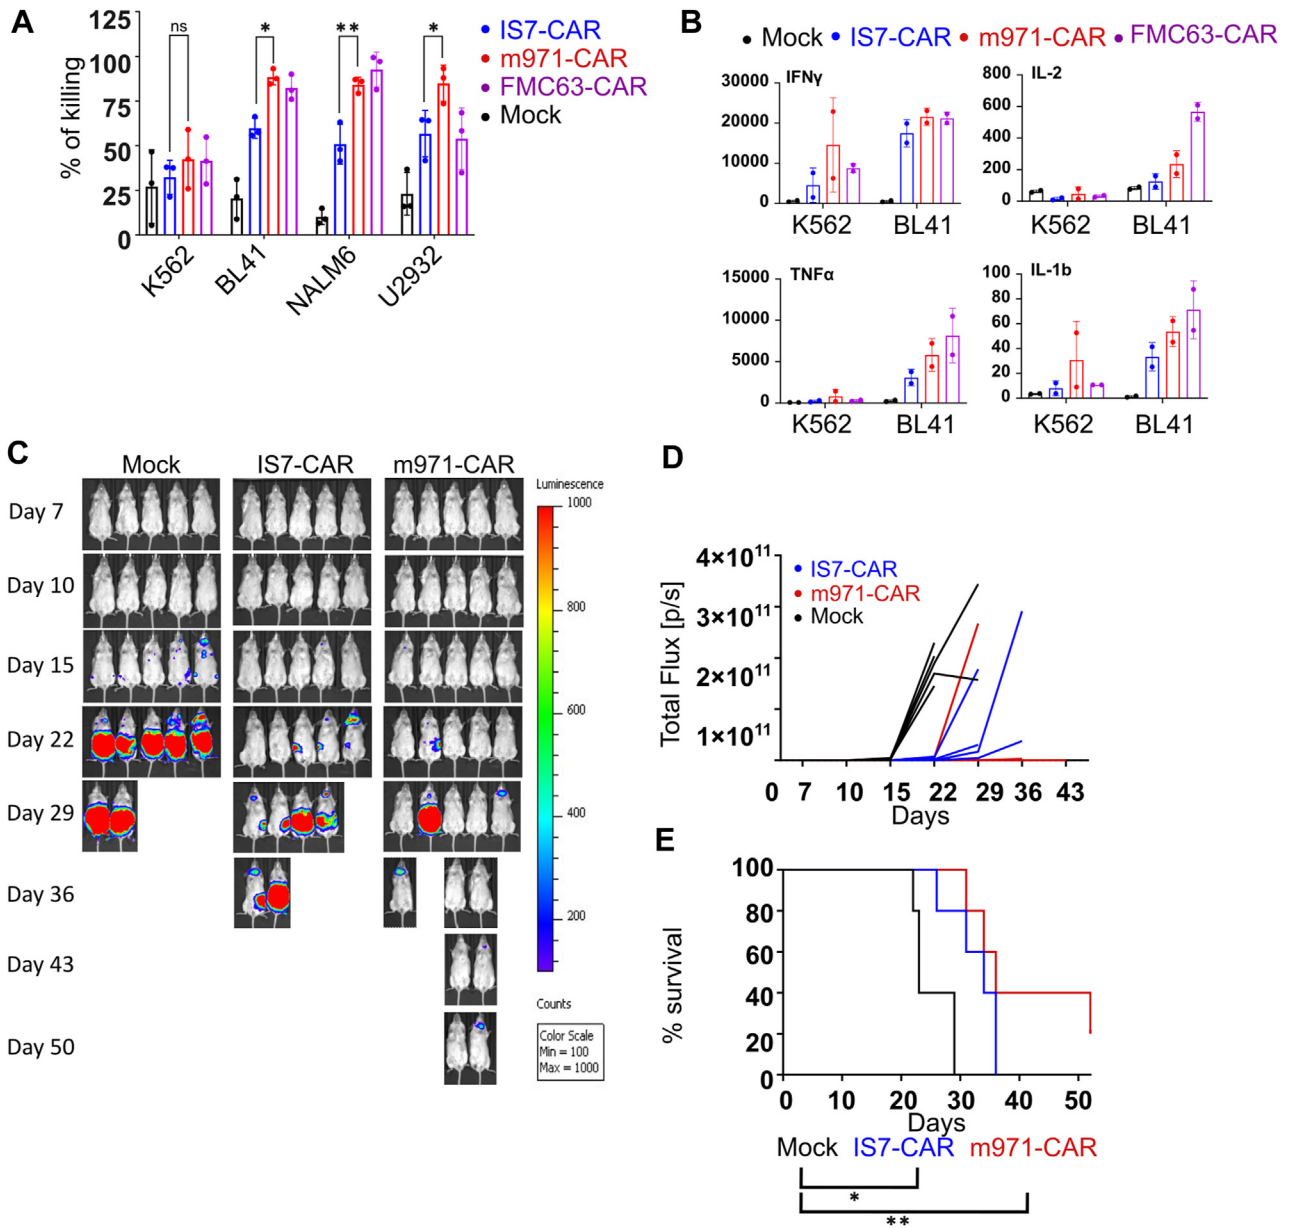 A
125
100
75
50
25
0
% of killing
ns
*
**
*
IS7-CAR
m971-CAR
FMC63-CAR
Mock
K562
BL41
NALM6
U2932
B
Mock IS7-CAR m971-CAR FMC63-CAR
IFNγ
30000
20000
10000
0
K562 BL41
IL-2
800
600
400
200
0
K562 BL41
TNFα
15000
10000
5000
0
K562 BL41
IL-1b
100
80
60
40
20
0
K562 BL41
C
Mock IS7-CAR m971-CAR
Day 7
Day 10
Day 15
Day 22
Day 29
Day 36
Day 43
Day 50
Luminescence
1000
800
600
400
200
Counts
Color Scale
Min = 100
Max = 1000
D
4×10¹¹
3×10¹¹
2×10¹¹
1×10¹¹
Total Flux [p/s]
IS7-CAR
m971-CAR
Mock
0 7 10 15 22 29 36 43
Days
E
100
80
60
40
20
0
% survival
0 10 20 30 40 50
Days
Mock IS7-CAR m971-CAR
*
**